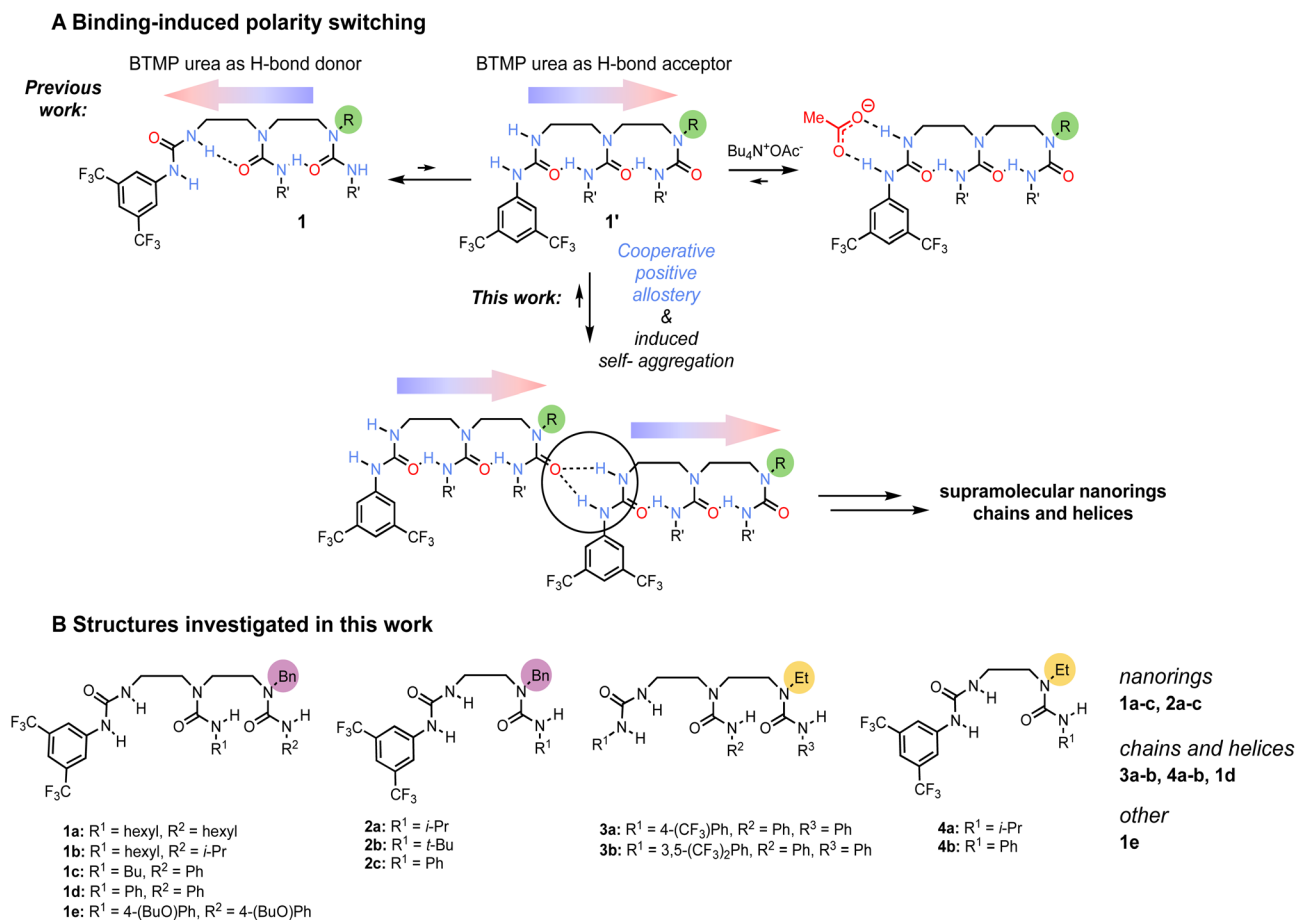 A Binding-induced polarity switching
BTMP urea as H-bond donor
BTMP urea as H-bond acceptor
Previous
work:
R
O
N
H
N
H
N
N
O
N
H
O
NH
R'
R'
F3C
CF3
1
R
H
N
N
N
H
N
O
H
N
O
H
N
O
R'
R'
F3C
CF3
1'
Bu4N+OAc-
Me
O
⊖
O
R
H
N
N
N
H
N
O
H
N
O
H
N
O
R'
R'
F3C
CF3
This work:
Cooperative
positive
allostery
&
induced
self- aggregation
R
H
N
N
N
H
N
O
H
N
O
H
N
O
R'
R'
F3C
CF3
R
H
N
N
N
H
N
O
H
N
O
H
N
O
R'
R'
F3C
CF3
supramolecular nanorings
chains and helices
B Structures investigated in this work
Bn
O
N
H
N
H
N
N
O
N
H
R1
O
N
H
R2
F3C
F3C
1a: R1 = hexyl, R2 = hexyl
1b: R1 = hexyl, R2 = i-Pr
1c: R1 = Bu, R2 = Ph
1d: R1 = Ph, R2 = Ph
1e: R1 = 4-(BuO)Ph, R2 = 4-(BuO)Ph
Bn
O
N
H
N
H
N
O
N
H
R1
F3C
CF3
2a: R1 = i-Pr
2b: R1 = t-Bu
2c: R1 = Ph
Et
O
N
H
N
H
R1
N
N
O
N
H
R2
O
N
H
R3
3a: R1 = 4-(CF3)Ph, R2 = Ph, R3 = Ph
3b: R1 = 3,5-(CF3)2Ph, R2 = Ph, R3 = Ph
Et
O
N
H
N
H
N
O
N
H
R1
F3C
CF3
4a: R1 = i-Pr
4b: R1 = Ph
nanorings
1a-c, 2a-c
chains and helices
3a-b, 4a-b, 1d
other
1e